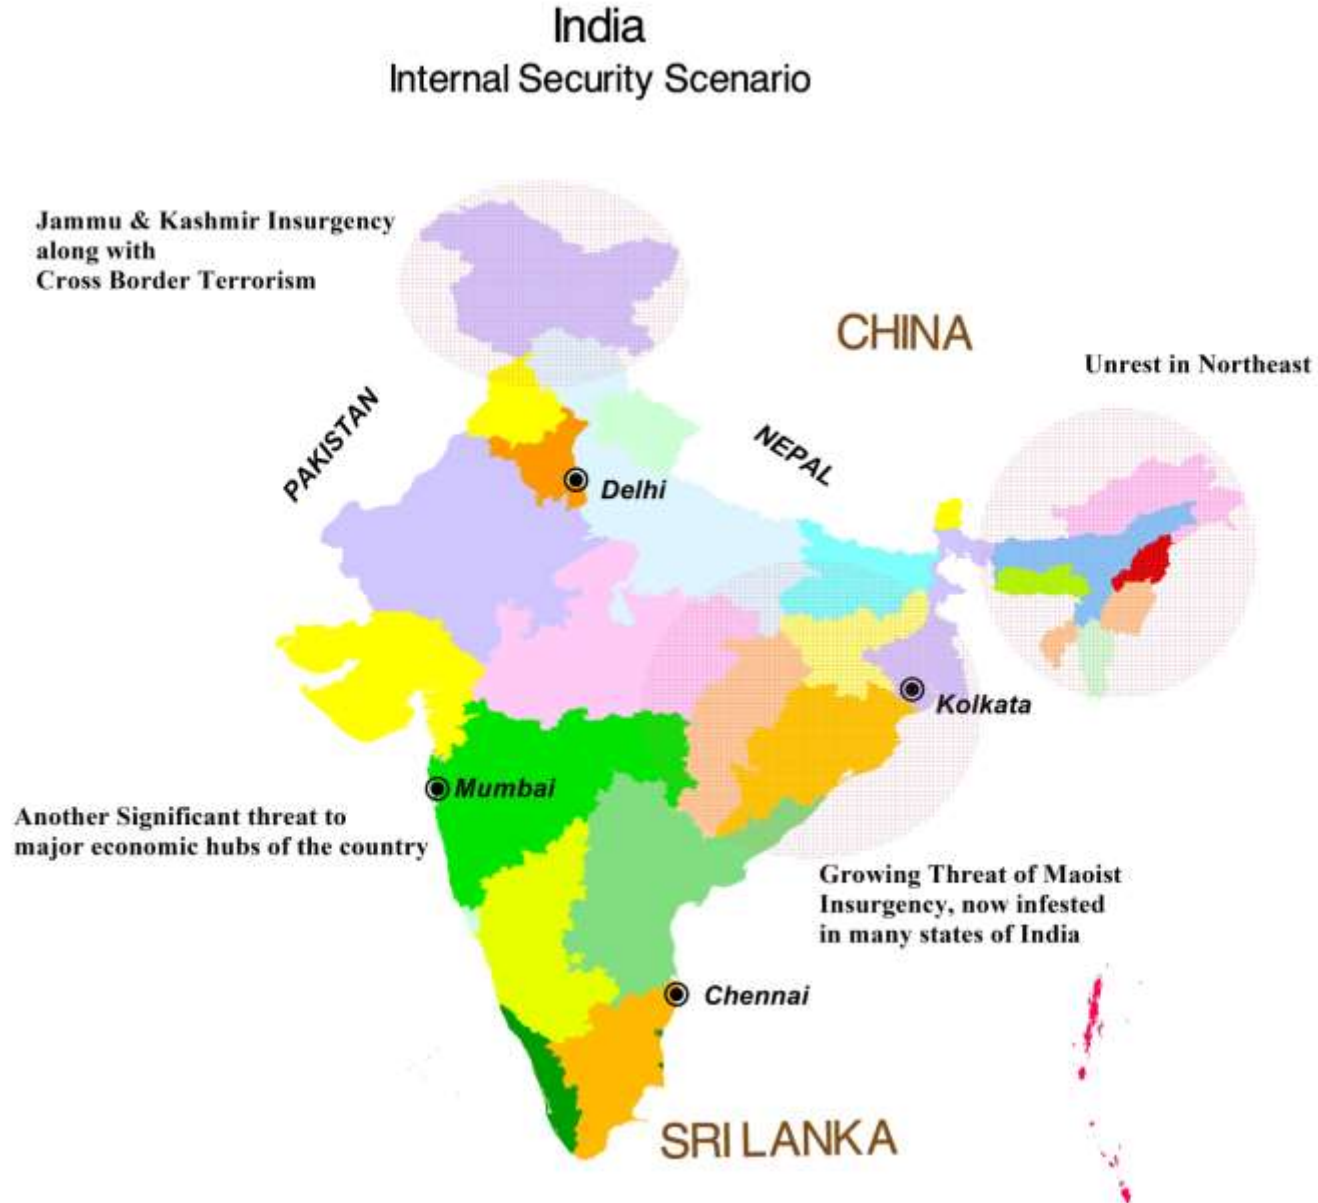 India
Internal Security Scenario
Jammu & Kashmir Insurgency
along with
Cross Border Terrorism
CHINA
Unrest in Northeast
PAKISTAN
NEPAL
Delhi
Kolkata
Mumbai
Another Significant threat to
major economic hubs of the country
Growing Threat of Maoist
Insurgency, now infested
in many states of India
Chennai
SRI LANKA